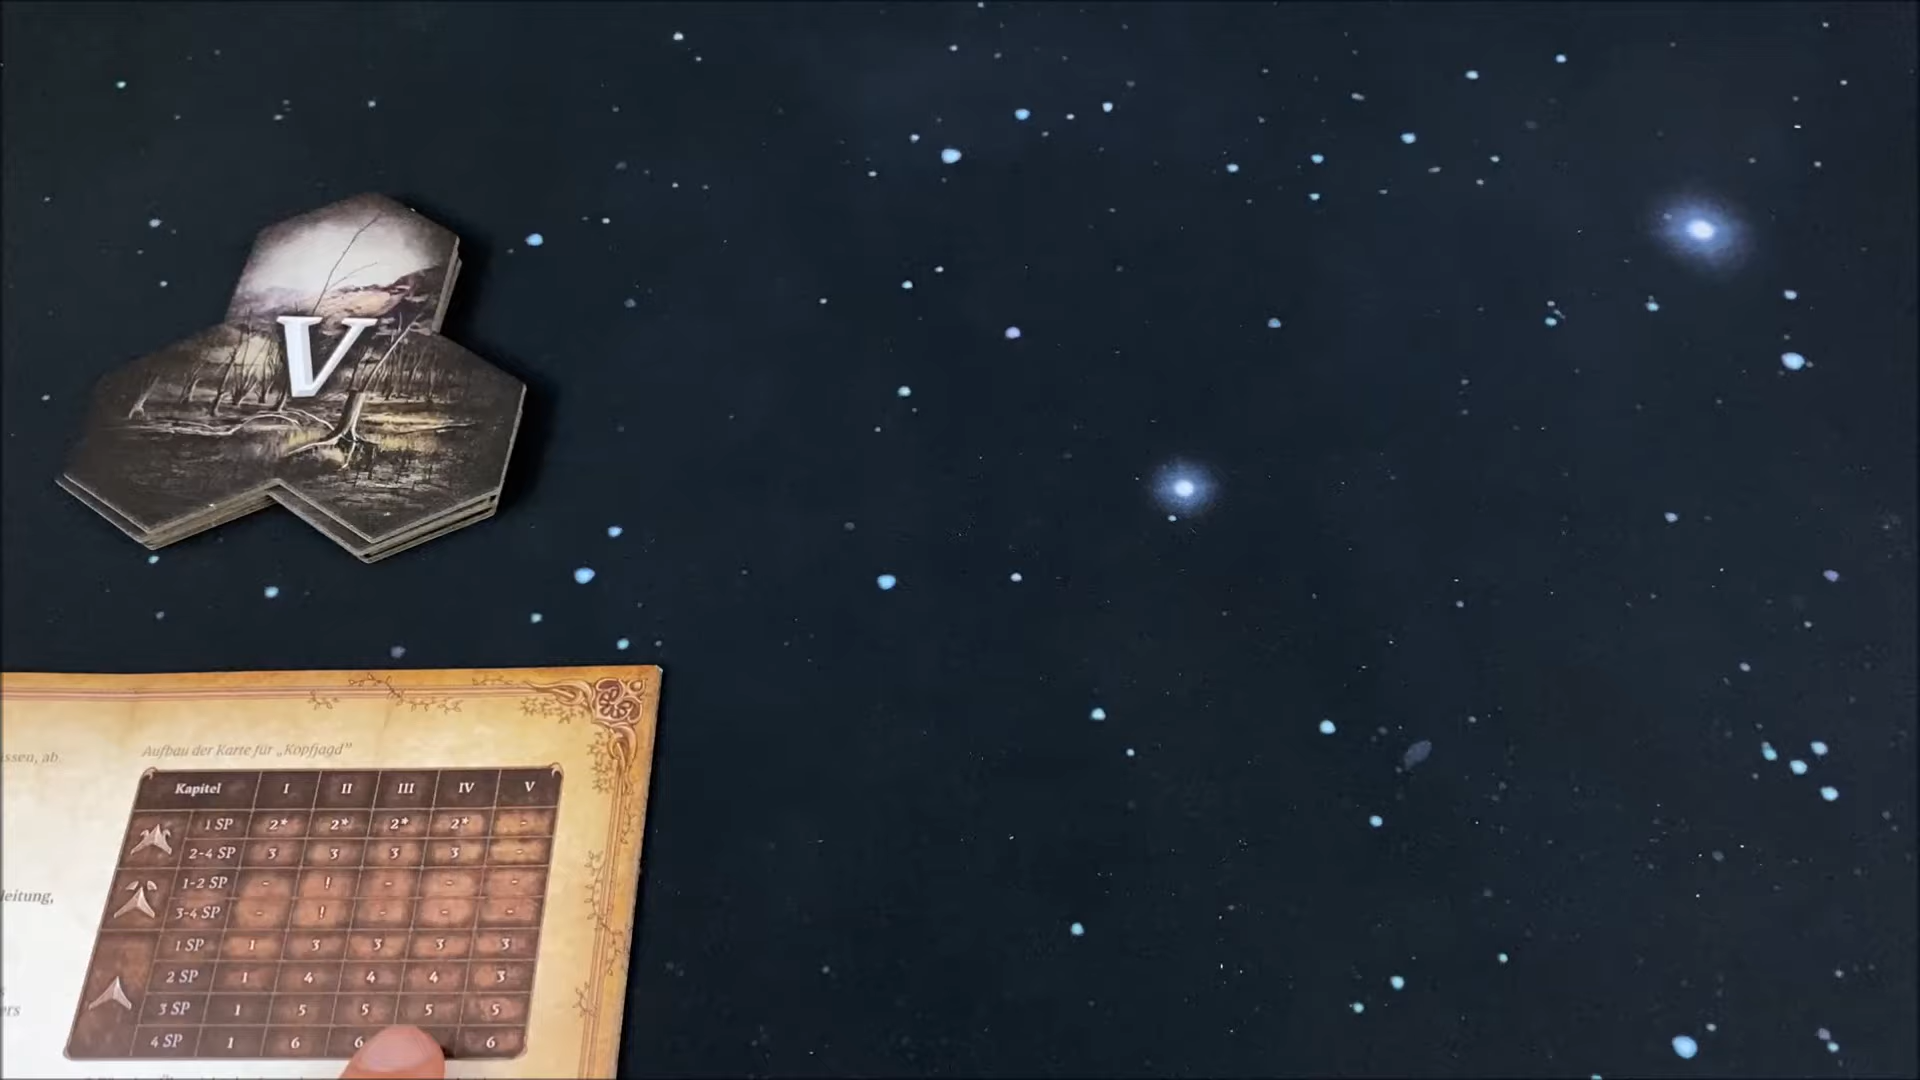 V
issen, ab.
leitung,
ers
Aufbau der Karte für „Kopfjagd”
Kapitel I II III IV V
1 SP 2* 2* 2* 2* -
2-4 SP 3 3 3 3 -
1-2 SP - ! - - -
3-4 SP - ! - - -
1 SP 1 3 3 3 3
2 SP 1 4 4 4 3
3 SP 1 5 5 5 5
4 SP 1 6 6 6